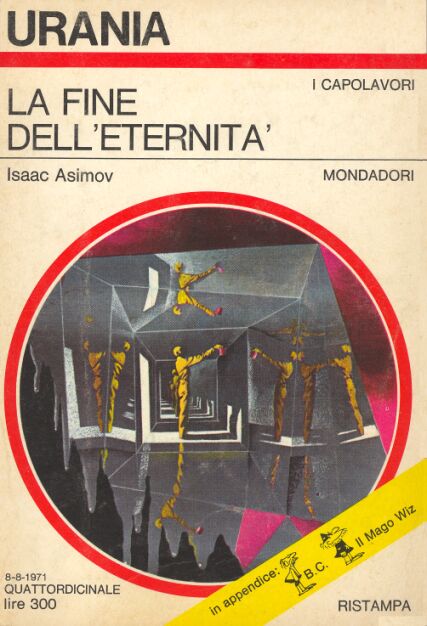 URANIA
I CAPOLAVORI
LA FINE
DELL'ETERNITA'
Isaac Asimov
MONDADORI
8-8-1971
QUATTORDICINALE
lire 300
in appendice: B.C. Il Mago Wiz
RISTAMPA